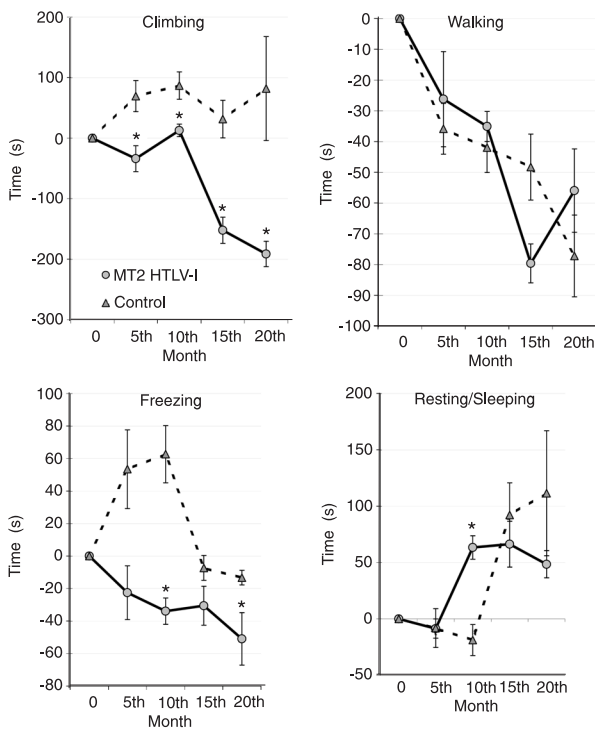 Climbing
200
100
0
-100
-200
-300
Time (s)
* * * *
MT2 HTLV-I
Control
0 5th 10th 15th 20th
Month
Walking
0
-10
-20
-30
-40
-50
-60
-70
-80
-90
-100
Time (s)
0 5th 10th 15th 20th
Month
Freezing
100
80
60
40
20
0
-20
-40
-60
-80
Time (s)
* *
0 5th 10th 15th 20th
Month
Resting/Sleeping
200
150
100
50
0
-50
Time (s)
*
0 5th 10th 15th 20th
Month